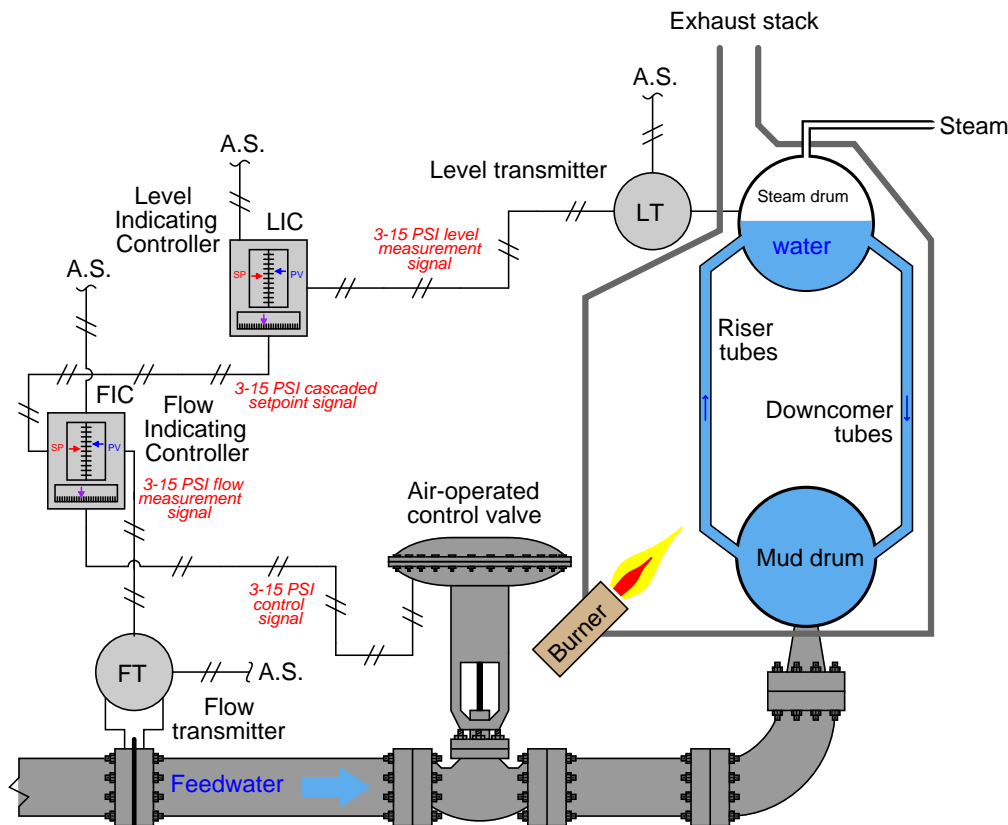 Exhaust stack
A.S.
Steam
A.S.
Level transmitter
Level
Indicating
Controller
LIC
LT
Steam drum
water
3-15 PSI level
measurement
signal
SP
PV
A.S.
Riser
tubes
3-15 PSI cascaded
setpoint signal
FIC
Flow
Indicating
Controller
Downcomer
tubes
SP
PV
3-15 PSI flow
measurement
signal
Air-operated
control valve
Mud drum
3-15 PSI
control
signal
Burner
FT
A.S.
Flow
transmitter
Feedwater